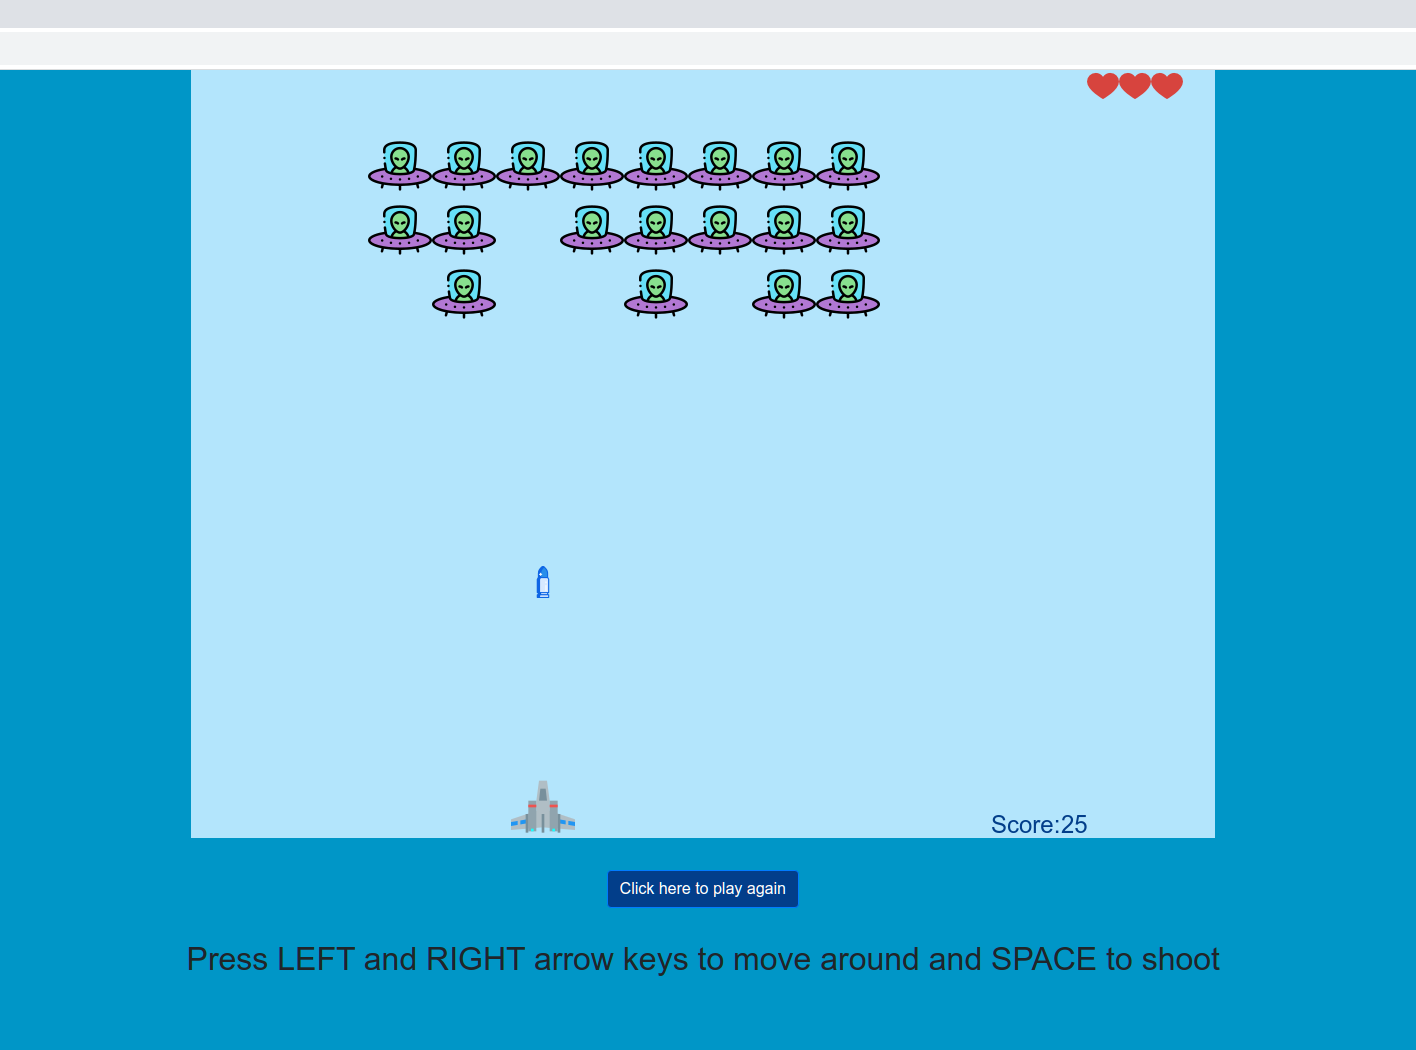 Score:25
Click here to play again
Press LEFT and RIGHT arrow keys to move around and SPACE to shoot